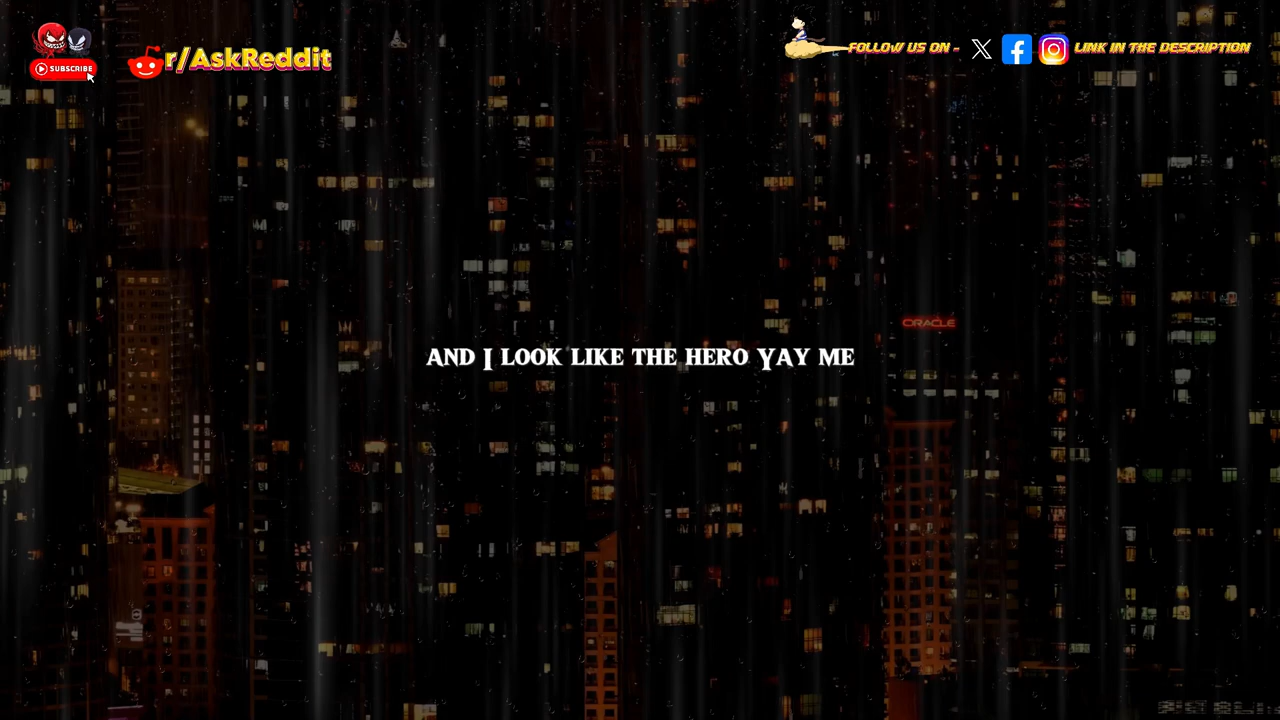 SUBSCRIBE
r/AskReddit
FOLLOW US ON -
LINK IN THE DESCRIPTION
ORACLE
AND I LOOK LIKE THE HERO YAY ME